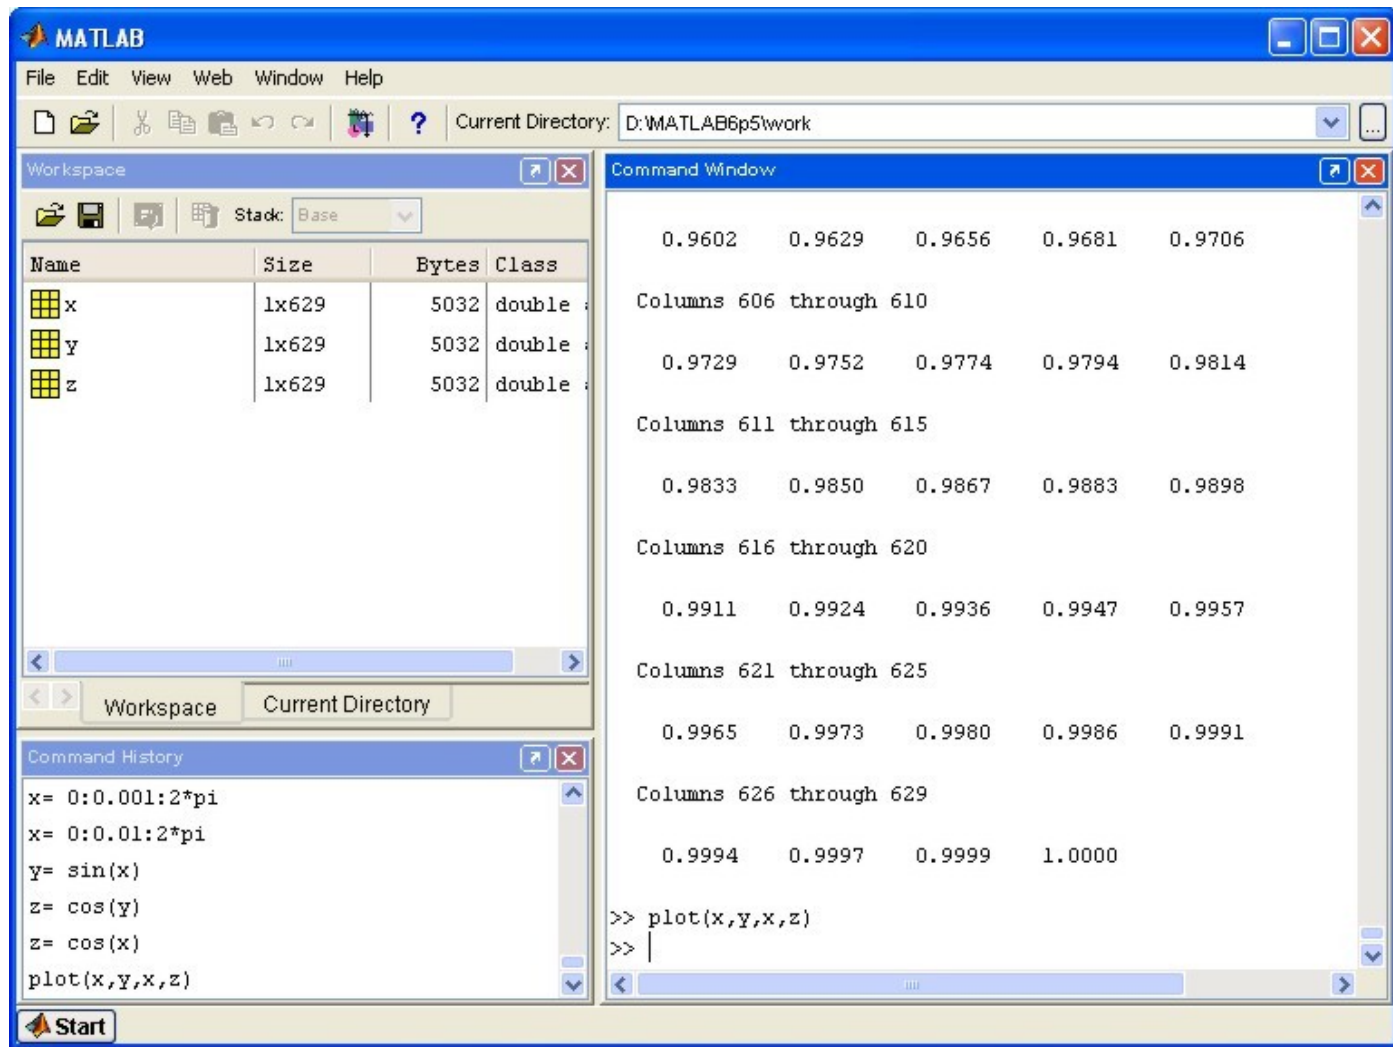 MATLAB
File Edit View Web Window Help
? Current Directory: D:\MATLAB6p5\work ...
Workspace
Stack: Base
Name Size Bytes Class
x 1x629 5032 double
y 1x629 5032 double
z 1x629 5032 double
Workspace Current Directory
Command History
x= 0:0.001:2*pi
x= 0:0.01:2*pi
y= sin(x)
z= cos(y)
z= cos(x)
plot(x,y,x,z)
Command Window
0.9602 0.9629 0.9656 0.9681 0.9706
Columns 606 through 610
0.9729 0.9752 0.9774 0.9794 0.9814
Columns 611 through 615
0.9833 0.9850 0.9867 0.9883 0.9898
Columns 616 through 620
0.9911 0.9924 0.9936 0.9947 0.9957
Columns 621 through 625
0.9965 0.9973 0.9980 0.9986 0.9991
Columns 626 through 629
0.9994 0.9997 0.9999 1.0000
>> plot(x,y,x,z)
>>
Start